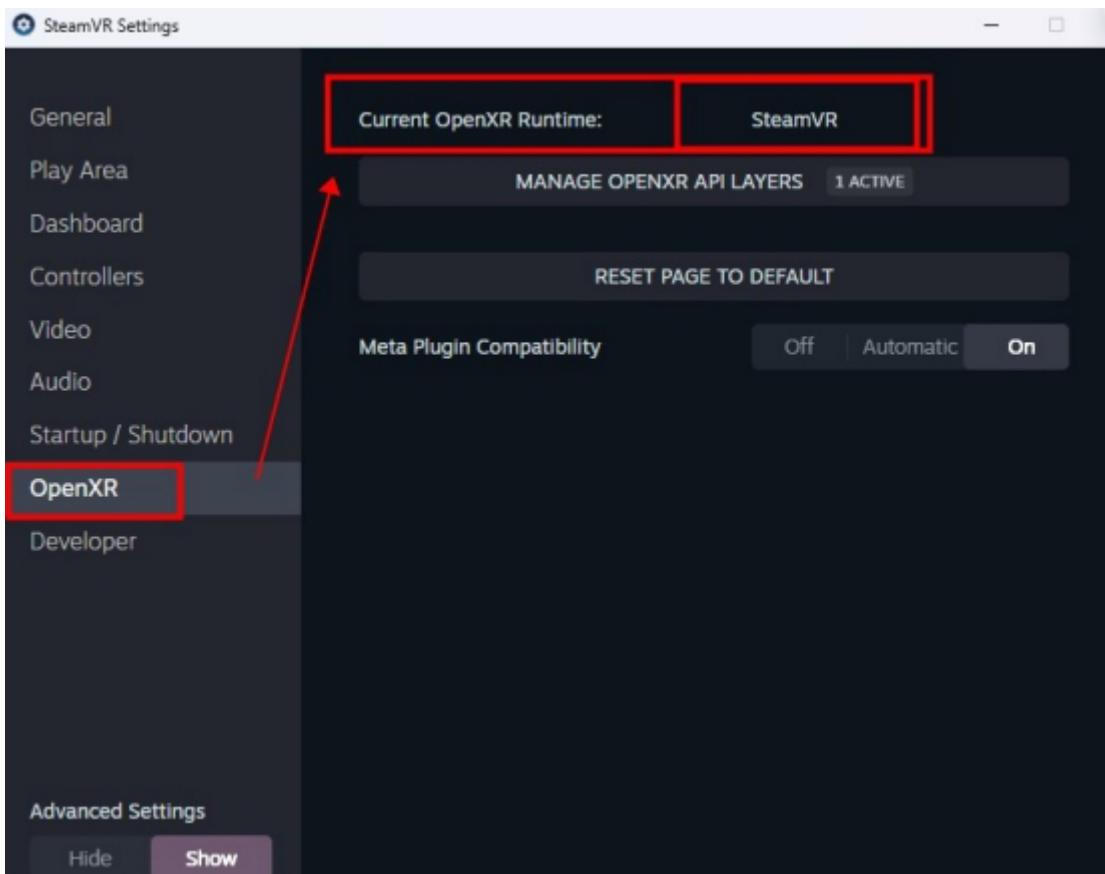 SteamVR Settings
General
Play Area
Dashboard
Controllers
Video
Audio
Startup / Shutdown
OpenXR
Developer
Advanced Settings
Hide Show
Current OpenXR Runtime: SteamVR
MANAGE OPENXR API LAYERS 1 ACTIVE
RESET PAGE TO DEFAULT
Meta Plugin Compatibility Off Automatic On